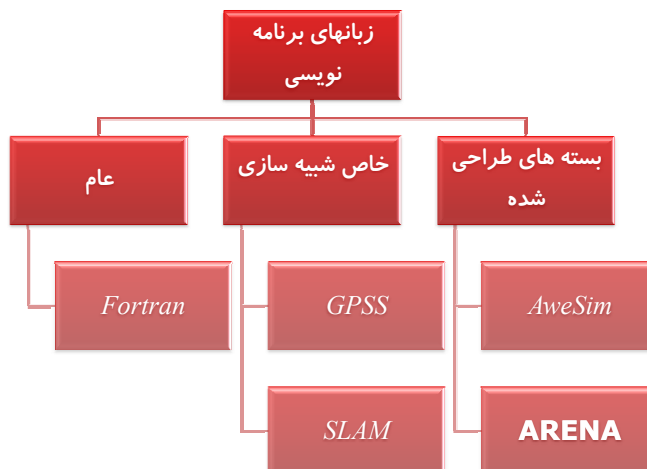 زبانهای برنامه
نویسی
بسته های طراحی
شده
خاص شبیه سازی
عام
AweSim
GPSS
Fortran
ARENA
SLAM